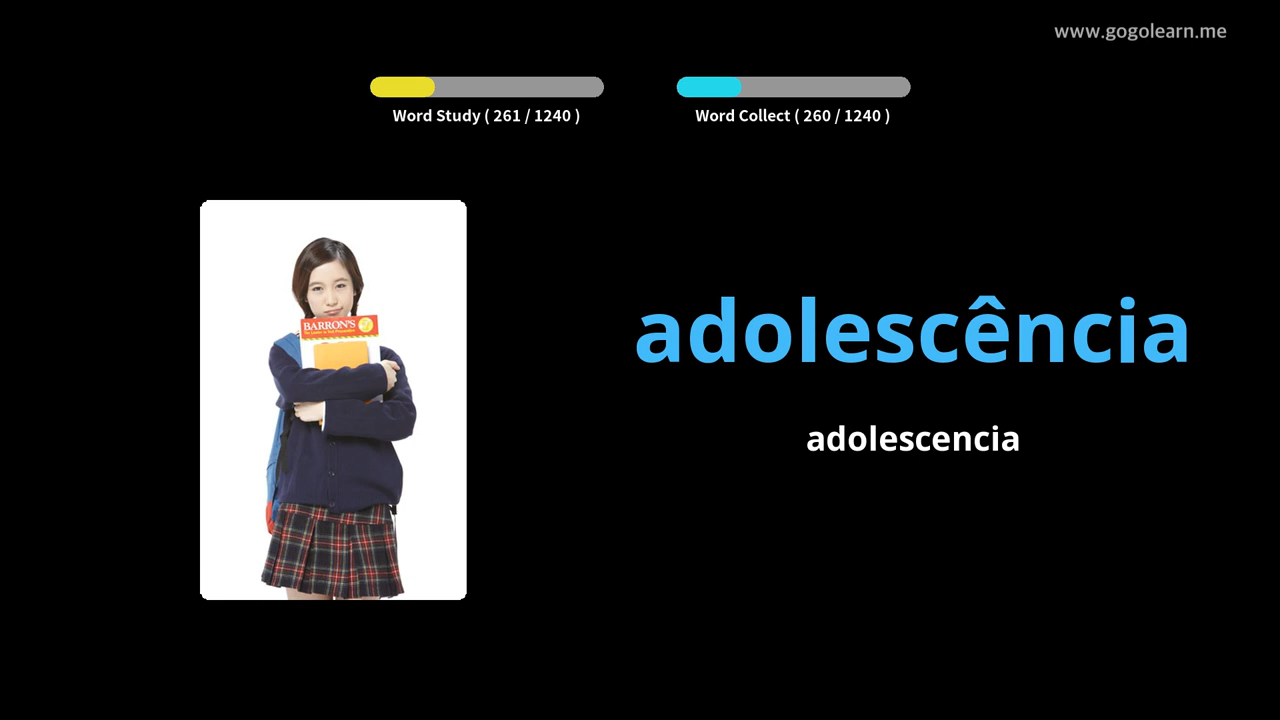 www.gogolearn.me
Word Study ( 261 / 1240 )
Word Collect ( 260 / 1240 )
BARRON'S
adolescência
adolescencia